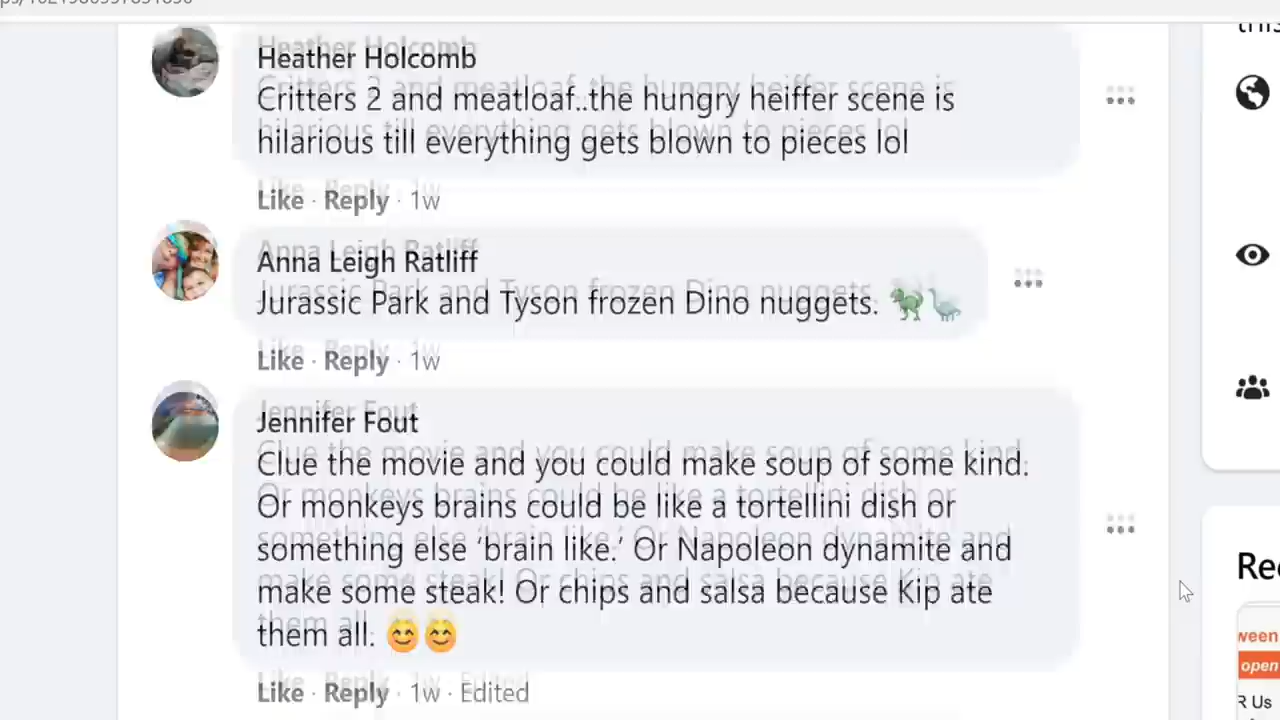 Heather Holcomb
Critters 2 and meatloaf..the hungry heiffer scene is
hilarious till everything gets blown to pieces lol
Like · Reply · 1w
Anna Leigh Ratliff
Jurassic Park and Tyson frozen Dino nuggets. 🦖🦕
Like · Reply · 1w
Jennifer Fout
Clue the movie and you could make soup of some kind.
Or monkeys brains could be like a tortellini dish or
something else ‘brain like.’ Or Napoleon dynamite and
make some steak! Or chips and salsa because Kip ate
them all. 😊😊
Like · Reply · 1w · Edited
Re
ween
open
R Us